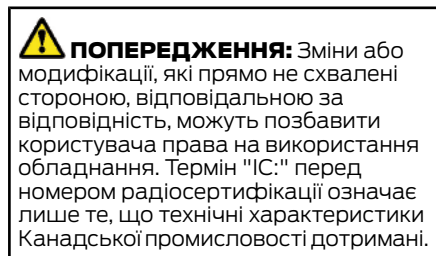 ПОПЕРЕДЖЕННЯ: Зміни або
модифікації, які прямо не схвалені
стороною, відповідальною за
відповідність, можуть позбавити
користувача права на використання
обладнання. Термін "IC:" перед
номером радіосертифікації означає
лише те, що технічні характеристики
Канадської промисловості дотримані.